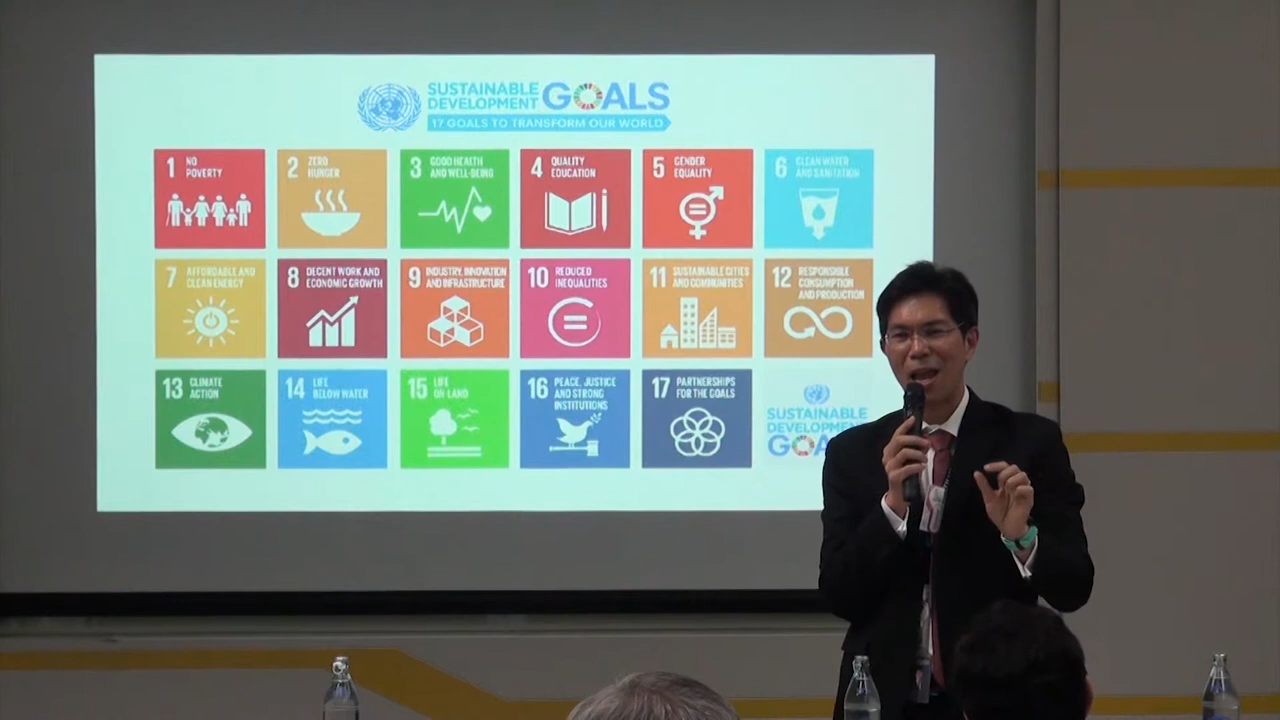 SUSTAINABLE
DEVELOPMENT GOALS
17 GOALS TO TRANSFORM OUR WORLD
1 NO
POVERTY
2 ZERO
HUNGER
3 GOOD HEALTH
AND WELL-BEING
4 QUALITY
EDUCATION
5 GENDER
EQUALITY
6 CLEAN WATER
AND SANITATION
7 AFFORDABLE AND
CLEAN ENERGY
8 DECENT WORK AND
ECONOMIC GROWTH
9 INDUSTRY, INNOVATION
AND INFRASTRUCTURE
10 REDUCED
INEQUALITIES
11 SUSTAINABLE CITIES
AND COMMUNITIES
12 RESPONSIBLE
CONSUMPTION
AND PRODUCTION
13 CLIMATE
ACTION
14 LIFE
BELOW WATER
15 LIFE
ON LAND
16 PEACE, JUSTICE
AND STRONG
INSTITUTIONS
17 PARTNERSHIPS
FOR THE GOALS
SUSTAINABLE
DEVELOPMENT
GOA